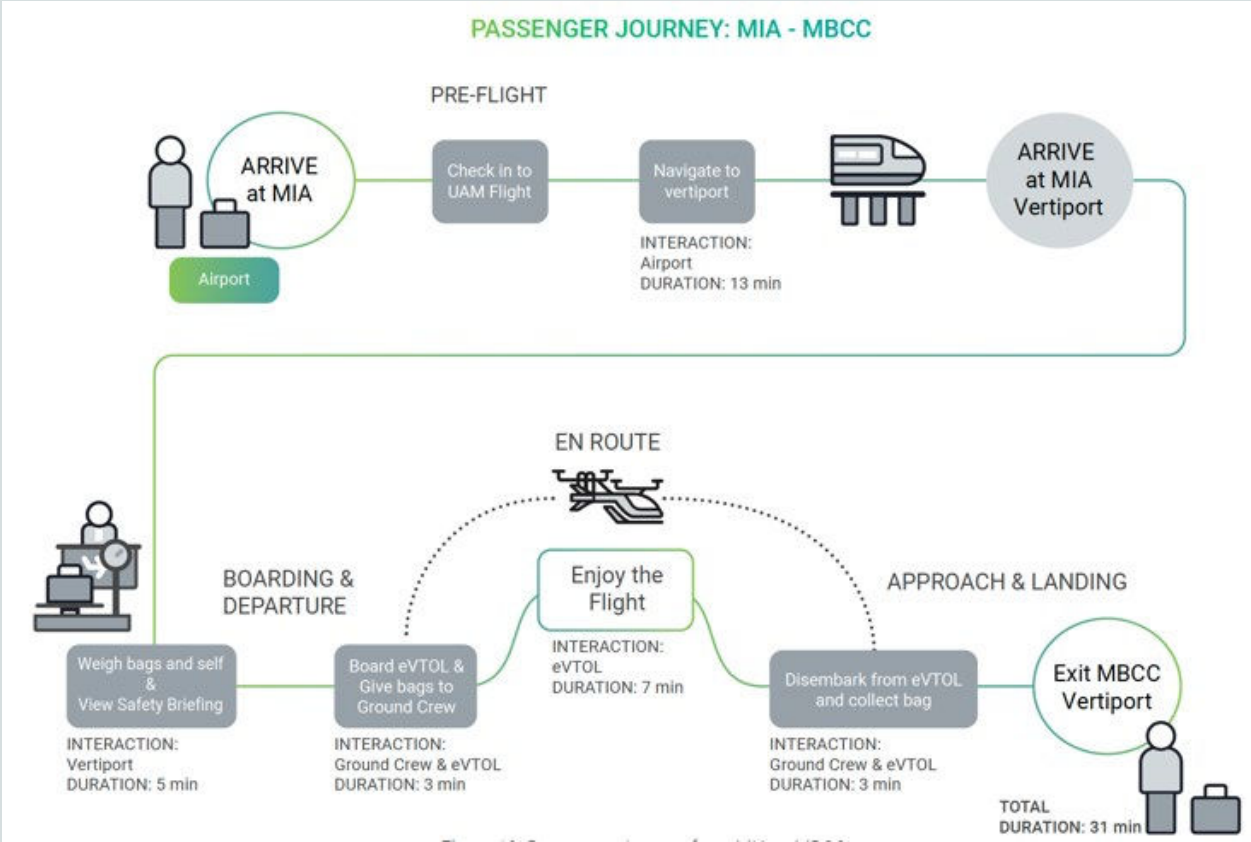 PASSENGER JOURNEY: MIA - MBCC
PRE-FLIGHT
ARRIVE
at MIA
Airport
Check in to
UAM Flight
Navigate to
vertiport
INTERACTION:
Airport
DURATION: 13 min
ARRIVE
at MIA
Vertiport
BOARDING &
DEPARTURE
Weigh bags and self
&
View Safety Briefing
INTERACTION:
Vertiport
DURATION: 5 min
Board eVTOL &
Give bags to
Ground Crew
INTERACTION:
Ground Crew & eVTOL
DURATION: 3 min
EN ROUTE
Enjoy the
Flight
INTERACTION:
eVTOL
DURATION: 7 min
APPROACH & LANDING
Disembark from eVTOL
and collect bag
INTERACTION:
Ground Crew & eVTOL
DURATION: 3 min
Exit MBCC
Vertiport
TOTAL
DURATION: 31 min